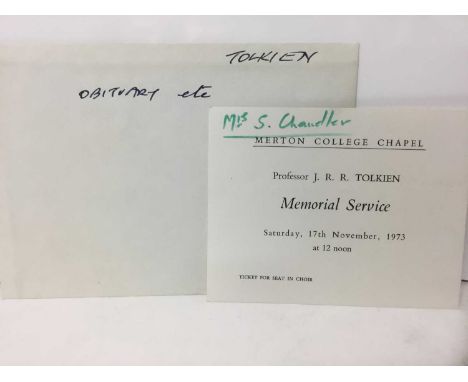 TOLKIEN
OBITUARY etc
Mrs S. Chandler
MERTON COLLEGE CHAPEL
Professor J. R. R. TOLKIEN
Memorial Service
Saturday, 17th November, 1973
at 12 noon
TICKET FOR SEAT IN CHOIR